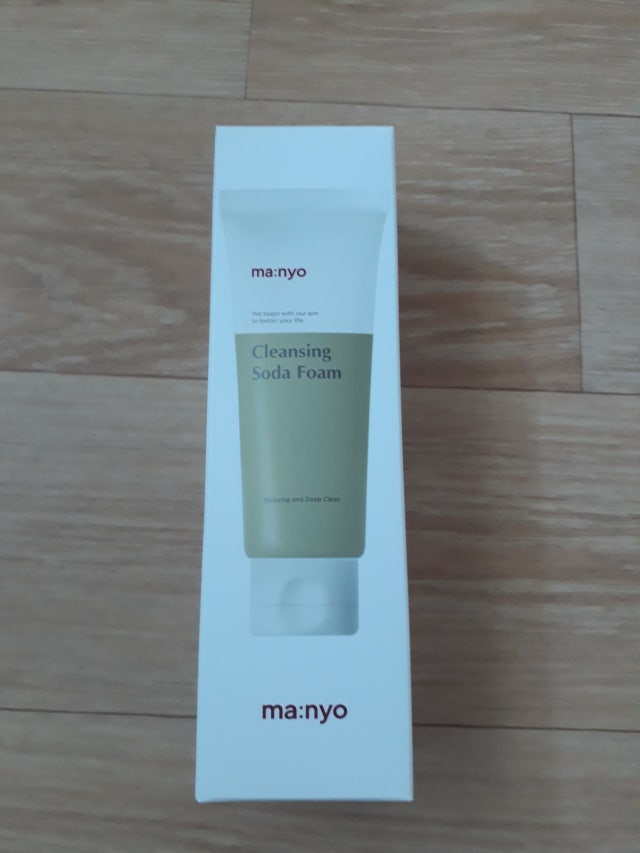 ma:nyo
We begin with our aim
to better your life
Cleansing
Soda Foam
Relaxing and Deep Clean
ma:nyo